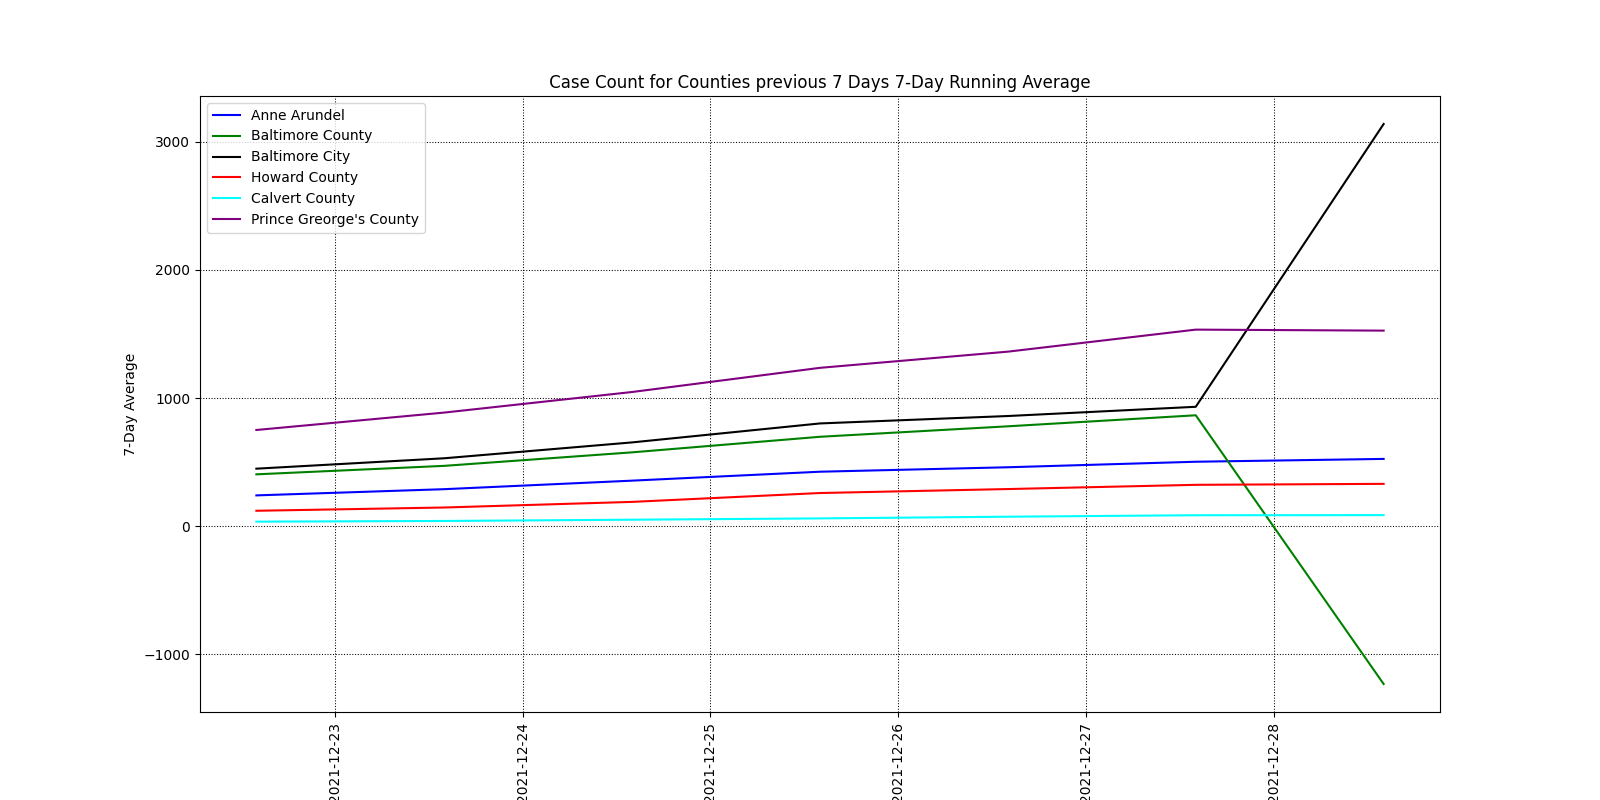 Case Count for Counties previous 7 Days 7-Day Running Average
Anne Arundel
Baltimore County
Baltimore City
Howard County
Calvert County
Prince Greorge's County
3000
2000
1000
0
−1000
7-Day Average
2021-12-23
2021-12-24
2021-12-25
2021-12-26
2021-12-27
2021-12-28